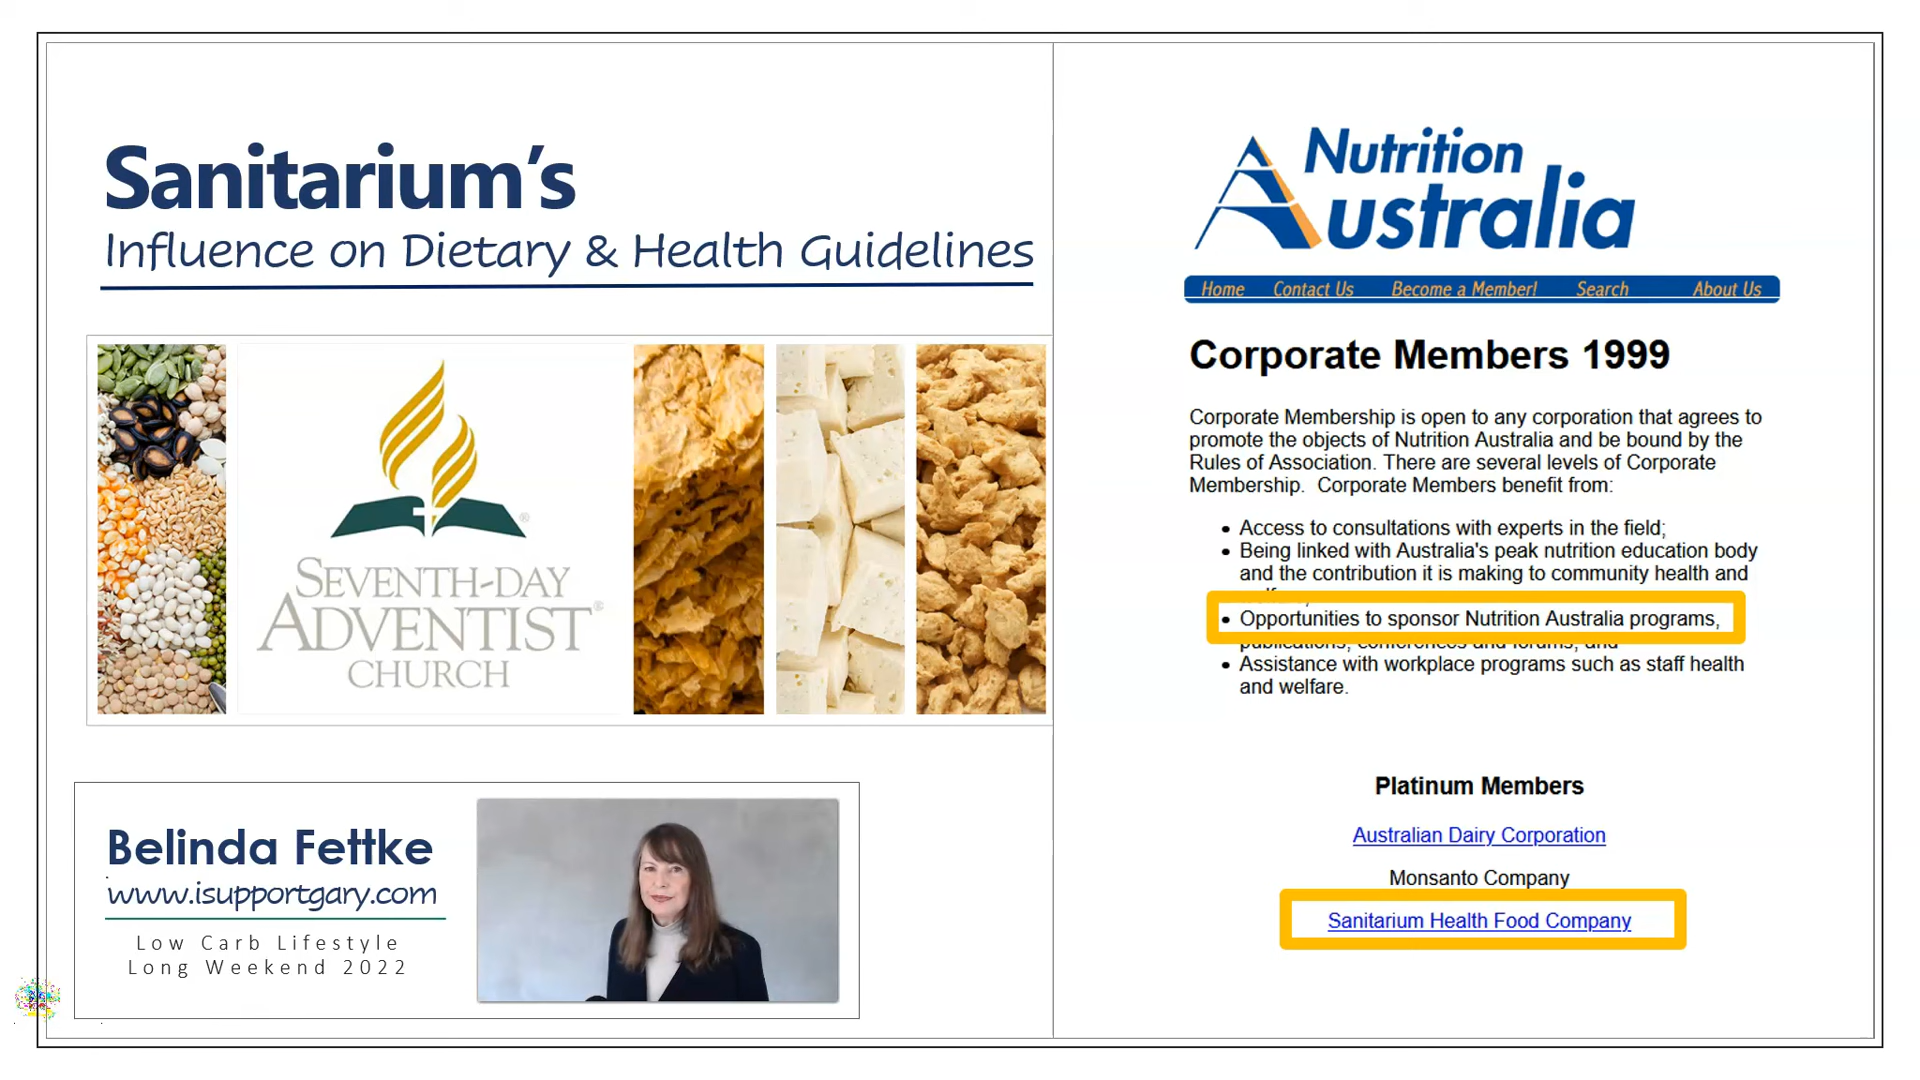 Sanitarium's
Influence on Dietary & Health Guidelines
SEVENTH-DAY
ADVENTIST®
CHURCH
Belinda Fettke
www.isupportgary.com
Low Carb Lifestyle
Long Weekend 2022
Nutrition
Australia
Home Contact Us Become a Member! Search About Us
Corporate Members 1999
Corporate Membership is open to any corporation that agrees to
promote the objects of Nutrition Australia and be bound by the
Rules of Association. There are several levels of Corporate
Membership. Corporate Members benefit from:
• Access to consultations with experts in the field;
• Being linked with Australia's peak nutrition education body
and the contribution it is making to community health and
• Opportunities to sponsor Nutrition Australia programs,
publications, conferences and forums, and
• Assistance with workplace programs such as staff health
and welfare.
Platinum Members
Australian Dairy Corporation
Monsanto Company
Sanitarium Health Food Company